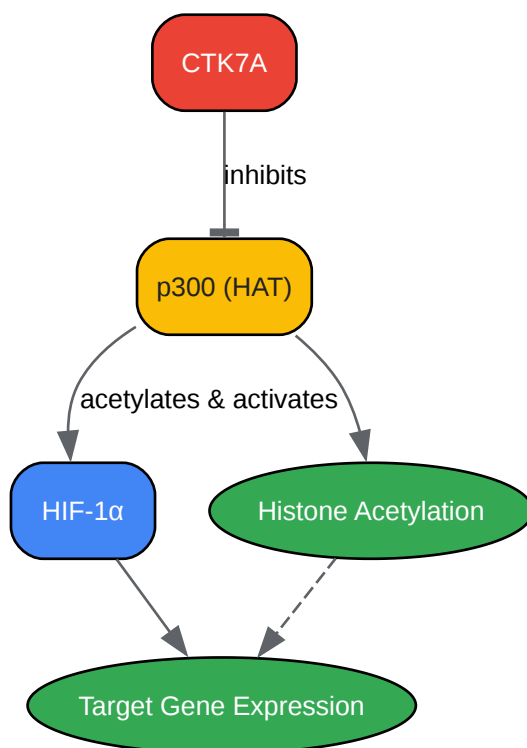 CTK7A
inhibits
p300 (HAT)
acetylates & activates
HIF-1α
Histone Acetylation
Target Gene Expression